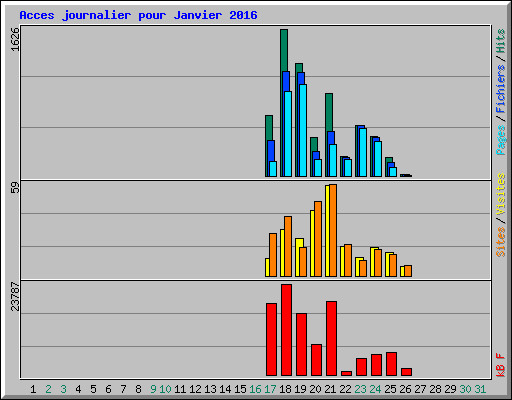 Acces journalier pour Janvier 2016
1626
59
23787
Pages/Fichiers/Hits
Sites/Visites
kB F
1 2 3 4 5 6 7 8 9 10 11 12 13 14 15 16 17 18 19 20 21 22 23 24 25 26 27 28 29 30 31